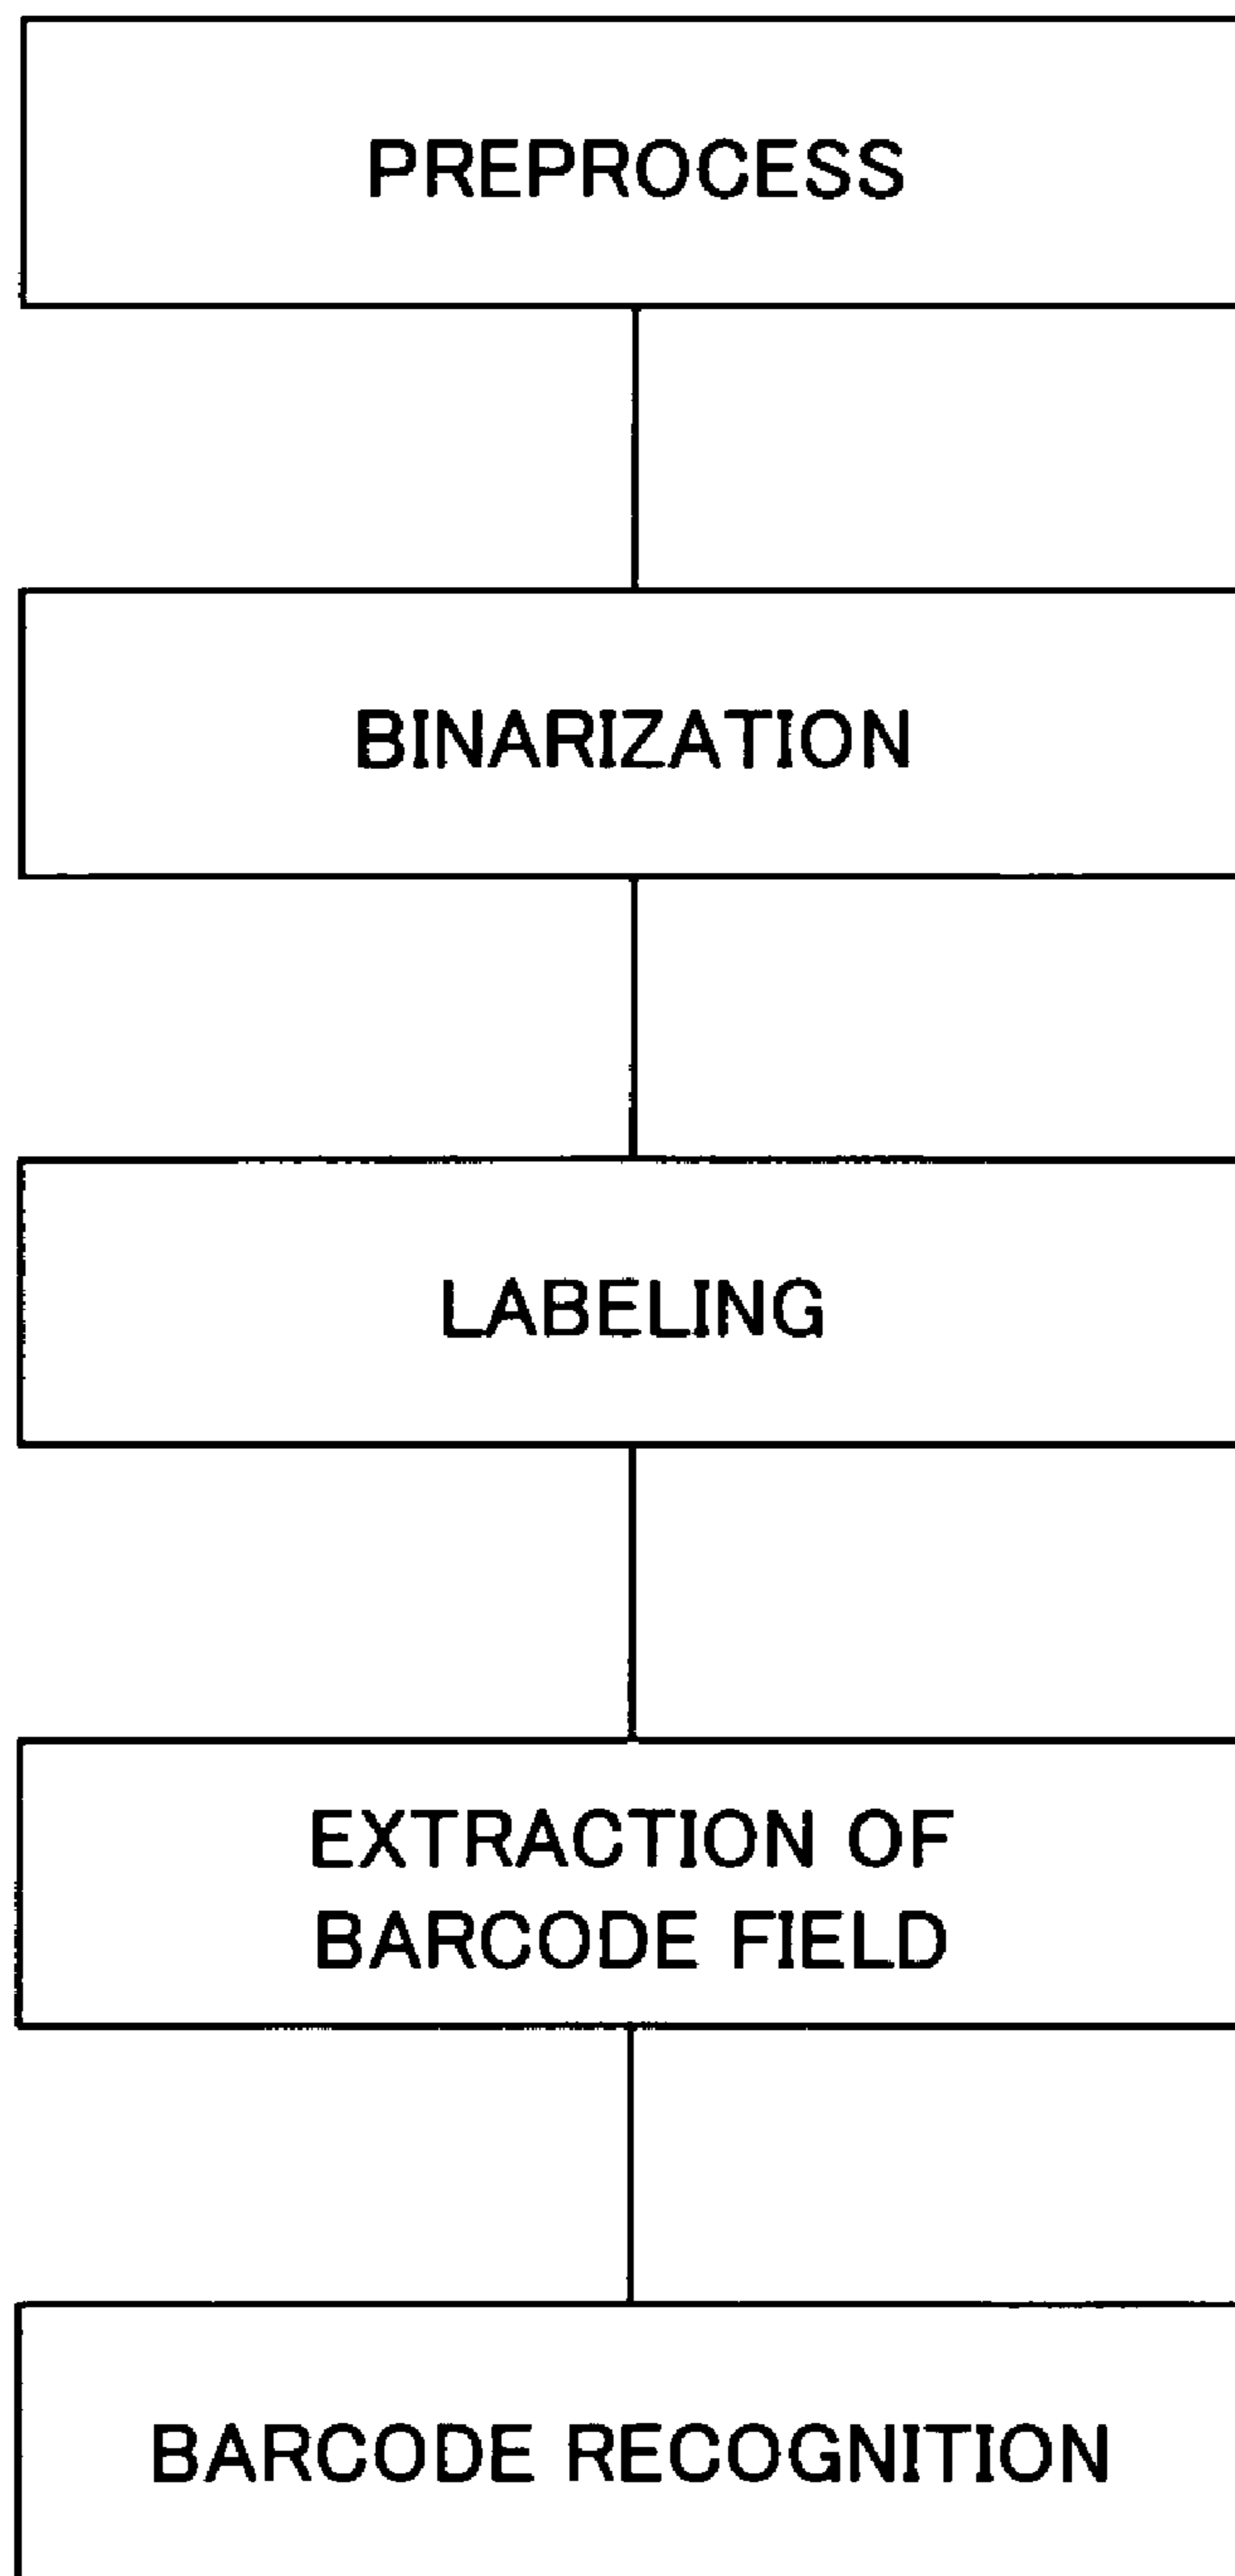 PREPROCESS
BINARIZATION
LABELING
EXTRACTION OF
BARCODE FIELD
BARCODE RECOGNITION